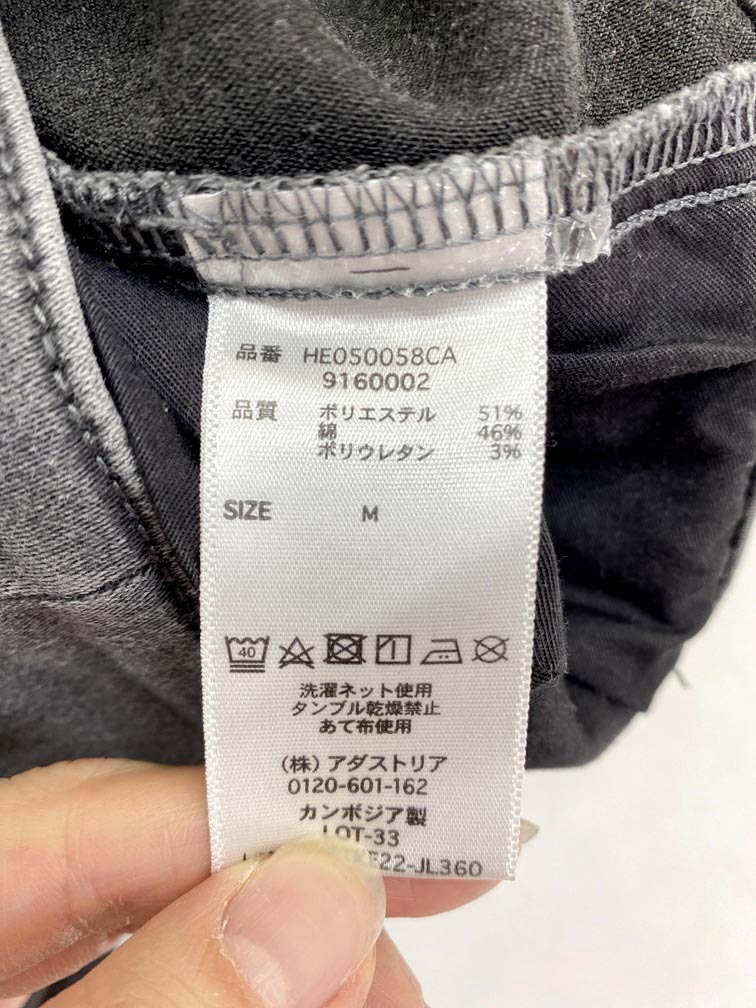 品番 HE050058CA
9160002
品質 ポリエステル 51%
綿 46%
ポリウレタン 3%
SIZE M
40
洗濯ネット使用
タンブル乾燥禁止
あて布使用
(株) アダストリア
0120-601-162
カンボジア製
LOT-33
E22-JL360